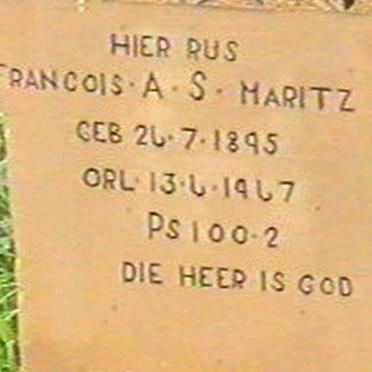 HIER RUS
FRANCOIS· A · S · MARITZ
GEB 26·7·1895
ORL·13·6·1967
PS 100·2
DIE HEER IS GOD